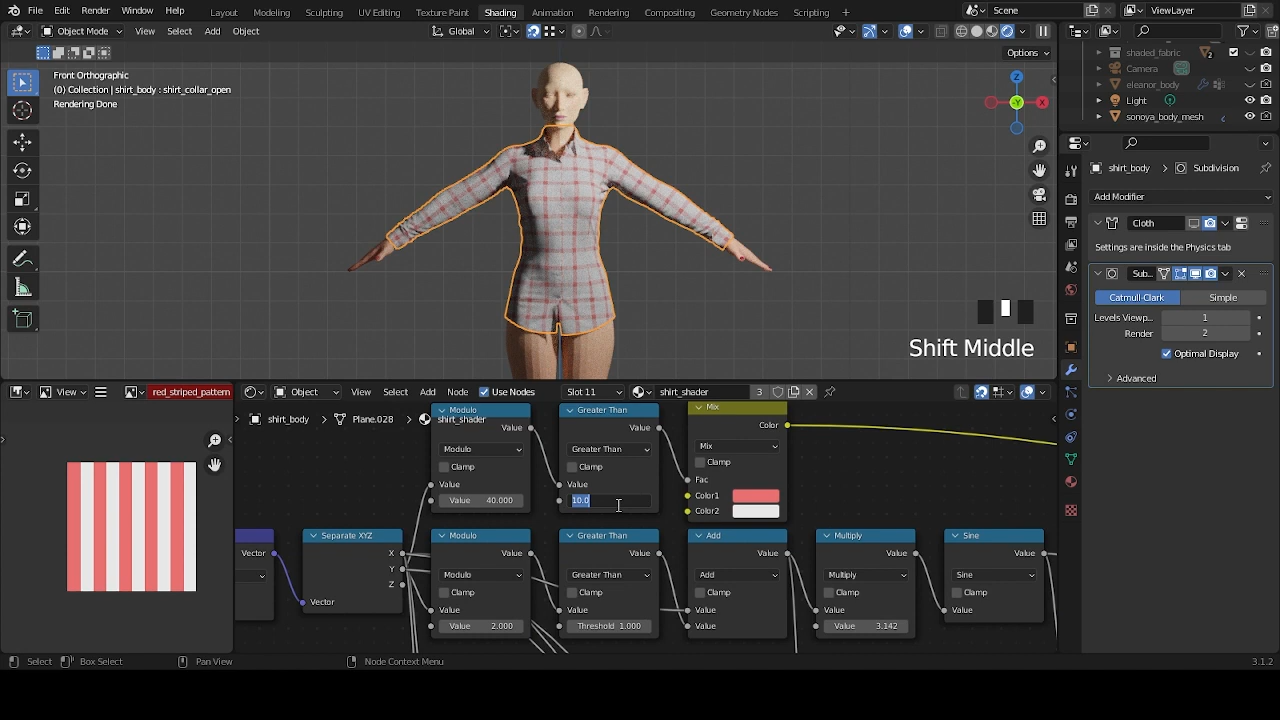 File Edit Render Window Help Layout Modeling Sculpting UV Editing Texture Paint Shading Animation Rendering Compositing Geometry Nodes Scripting + Scene ViewLayer
Object Mode View Select Add Object Global
Options
Front Orthographic
(0) Collection | shirt_body : shirt_collar_open
Rendering Done
Z
-Y
X
Shift Middle
shaded_fabric 2
Camera
eleanor_body
Light
sonoya_body_mesh
shirt_body Subdivision
Add Modifier
Cloth
Settings are inside the Physics tab
Sub..
Catmull-Clark Simple
Levels Viewp... 1
Render 2
Optimal Display
Advanced
View red_striped_pattern
Object View Select Add Node Use Nodes Slot 11 shirt_shader 3
shirt_body Plane.028 shirt_shader
Modulo
Value
Modulo
Clamp
Value
Value 40.000
Greater Than
Value
Greater Than
Clamp
Value
10.0
Mix
Color
Mix
Clamp
Fac
Color1
Color2
Vector
Separate XYZ
X
Y
Z
Vector
Modulo
Value
Modulo
Clamp
Value
Value 2.000
Greater Than
Value
Greater Than
Clamp
Value
Threshold 1.000
Add
Value
Add
Clamp
Value
Value
Multiply
Value
Multiply
Clamp
Value
Value 3.142
Sine
Value
Sine
Clamp
Value
Select Box Select Pan View Node Context Menu 3.1.2